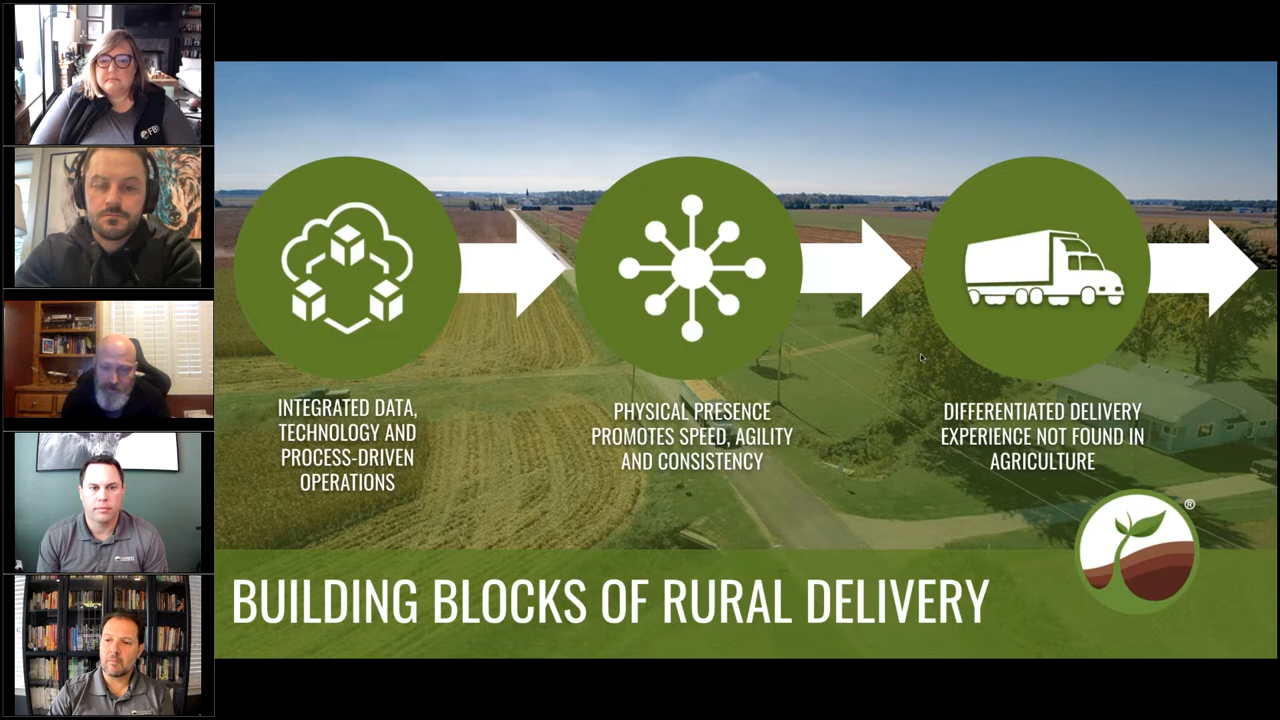 FB
INTEGRATED DATA,
TECHNOLOGY AND
PROCESS-DRIVEN
OPERATIONS
PHYSICAL PRESENCE
PROMOTES SPEED, AGILITY
AND CONSISTENCY
DIFFERENTIATED DELIVERY
EXPERIENCE NOT FOUND IN
AGRICULTURE
®
BUILDING BLOCKS OF RURAL DELIVERY